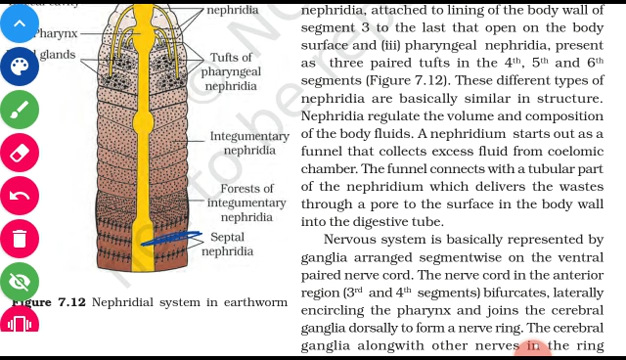 nephridia
Pharynx
glands
Tufts of
pharyngeal
nephridia
Integumentary
nephridia
Forests of
integumentary
nephridia
Septal
nephridia
Figure 7.12 Nephridial system in earthworm
nephridia, attached to lining of the body wall of
segment 3 to the last that open on the body
surface and (iii) pharyngeal nephridia, present
as three paired tufts in the 4th, 5th and 6th
segments (Figure 7.12). These different types of
nephridia are basically similar in structure.
Nephridia regulate the volume and composition
of the body fluids. A nephridium starts out as a
funnel that collects excess fluid from coelomic
chamber. The funnel connects with a tubular part
of the nephridium which delivers the wastes
through a pore to the surface in the body wall
into the digestive tube.
Nervous system is basically represented by
ganglia arranged segmentwise on the ventral
paired nerve cord. The nerve cord in the anterior
region (3rd and 4th segments) bifurcates, laterally
encircling the pharynx and joins the cerebral
ganglia dorsally to form a nerve ring. The cerebral
ganglia alongwith other nerves in the ring